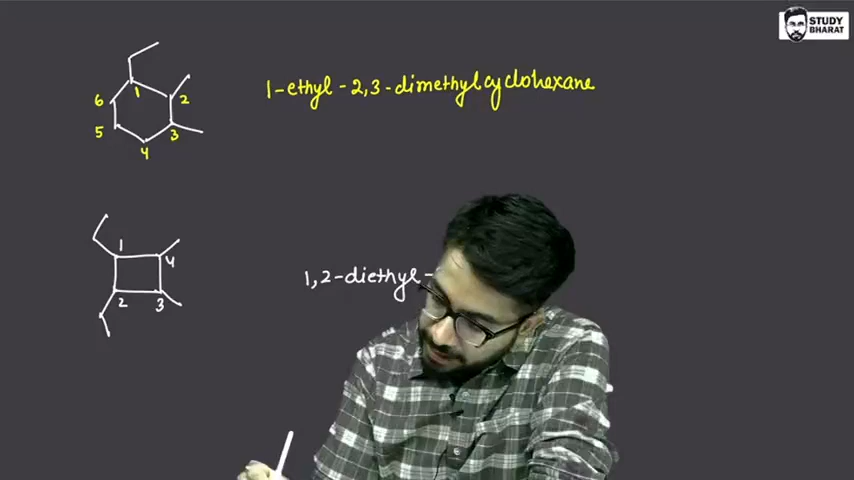 STUDY
BHARAT
1-ethyl-2,3-dimethylcyclohexane
1
2
3
4
5
6
1,2-diethyl-
1
4
2
3